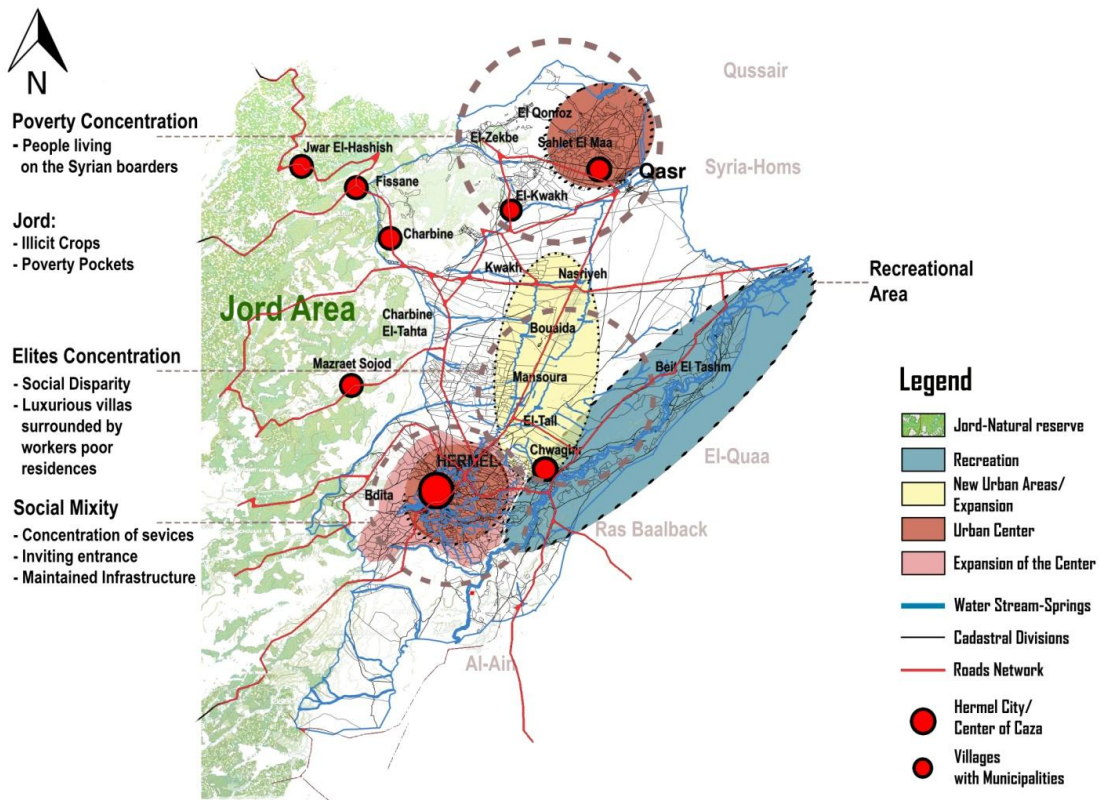 N
Poverty Concentration
- People living
on the Syrian boarders
Jord:
- Illicit Crops
- Poverty Pockets
Elites Concentration
- Social Disparity
- Luxurious villas
surrounded by
workers poor
residences
Social Mixity
- Concentration of sevices
- Inviting entrance
- Maintained Infrastructure
Qussair
El Qonfoz
El-Zekbe
Sahlet El Maa
Jwar El-Hashish
Qasr
Syria-Homs
Fissane
El-Kwakh
Charbine
Kwakh
Nasriyeh
Recreational
Area
Jord Area
Charbine
El-Tahta
Bouaida
Mazraet Sojod
Mansoura
Beit El Tashm
El-Tall
Chwaghir
HERMEL
El-Quaa
Bdita
Ras Baalback
Al-Ain
Legend
Jord-Natural reserve
Recreation
New Urban Areas/
Expansion
Urban Center
Expansion of the Center
Water Stream-Springs
Cadastral Divisions
Roads Network
Hermel City/
Center of Caza
Villages
with Municipalities